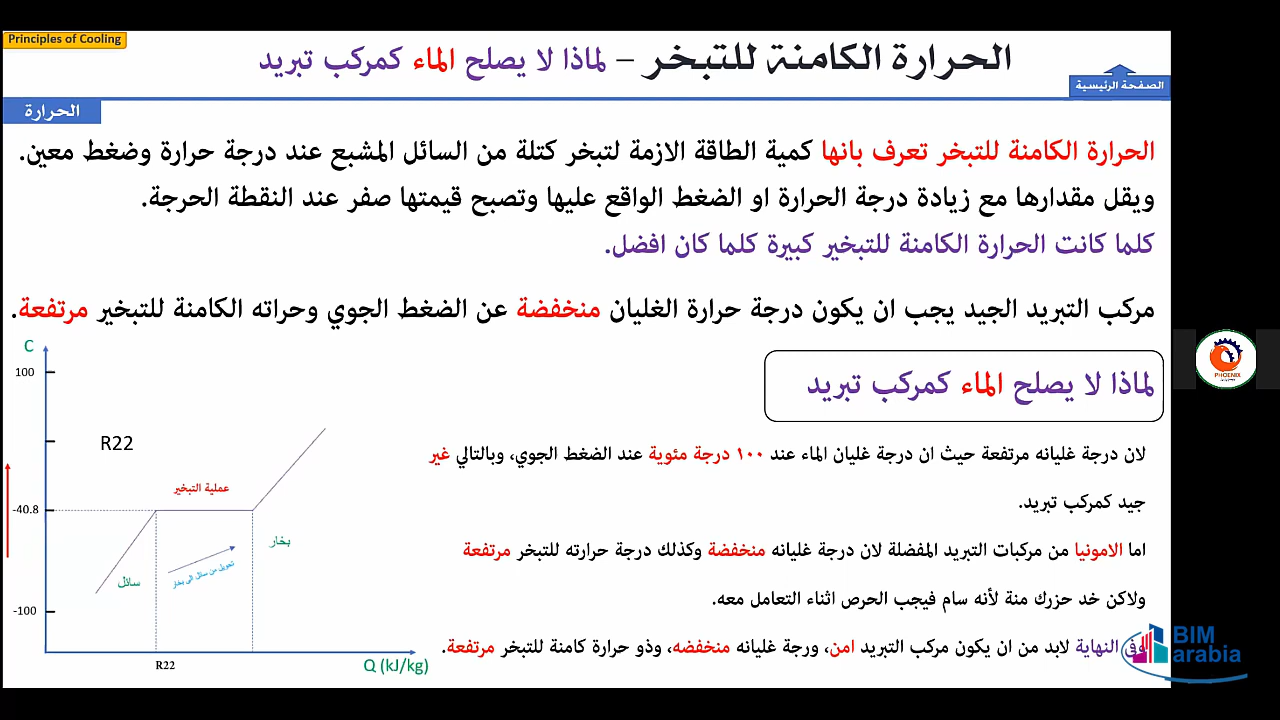 Principles of Cooling
الحرارة الكامنة للتبخر – لماذا لا يصلح الماء كمركب تبريد
الصفحة الرئيسية
الحرارة
الحرارة الكامنة للتبخر تعرف بانها كمية الطاقة الازمة لتبخر كتلة من السائل المشبع عند درجة حرارة وضغط معين.
ويقل مقدارها مع زيادة درجة الحرارة او الضغط الواقع عليها وتصبح قيمتها صفر عند النقطة الحرجة.
كلما كانت الحرارة الكامنة للتبخير كبيرة كلما كان افضل.
مركب التبريد الجيد يجب ان يكون درجة حرارة الغليان منخفضة عن الضغط الجوي وحراته الكامنة للتبخير مرتفعة.
لماذا لا يصلح الماء كمركب تبريد
لان درجة غليانه مرتفعة حيث ان درجة غليان الماء عند ١٠٠ درجة مئوية عند الضغط الجوي، وبالتالي غير
جيد كمركب تبريد.
اما الامونيا من مركبات التبريد المفضلة لان درجة غليانه منخفضة وكذلك درجة حرارته للتبخر مرتفعة
ولاكن خد حزرك منة لأنه سام فيجب الحرص اثناء التعامل معه.
وفى النهاية لابد من ان يكون مركب التبريد امن، ورجة غليانه منخفضه، وذو حرارة كامنة للتبخر مرتفعة.
C
100
R22
عملية التبخير
-40.8
بخار
تحويل من سائل الى بخار
سائل
-100
R22
Q (kJ/kg)
PHOENIX
BIM
arabia